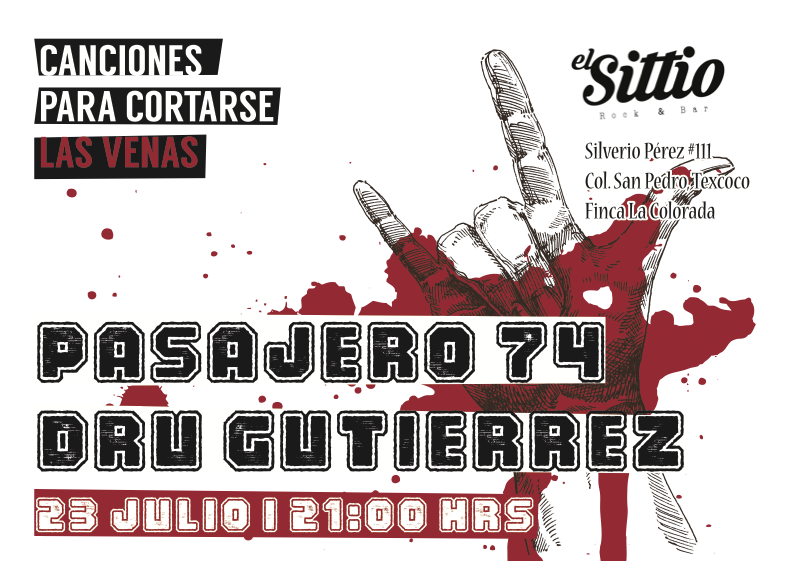 CANCIONES
PARA CORTARSE
LAS VENAS
el Sittio
Rock & Bar
Silverio Pérez #111
Col. San Pedro, Texcoco
Finca La Colorada
PASAJERO 74
DRU GUTIERREZ
23 JULIO | 21:00 HRS